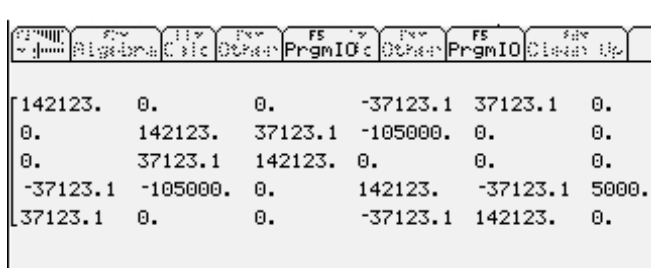 Algebra Calc Other PrgmIO Other PrgmIO Clean Up
[142123. 0. 0. -37123.1 37123.1 0.
0. 142123. 37123.1 -105000. 0. 0.
0. 37123.1 142123. 0. 0. 0.
-37123.1 -105000. 0. 142123. -37123.1 5000.
37123.1 0. 0. -37123.1 142123. 0.